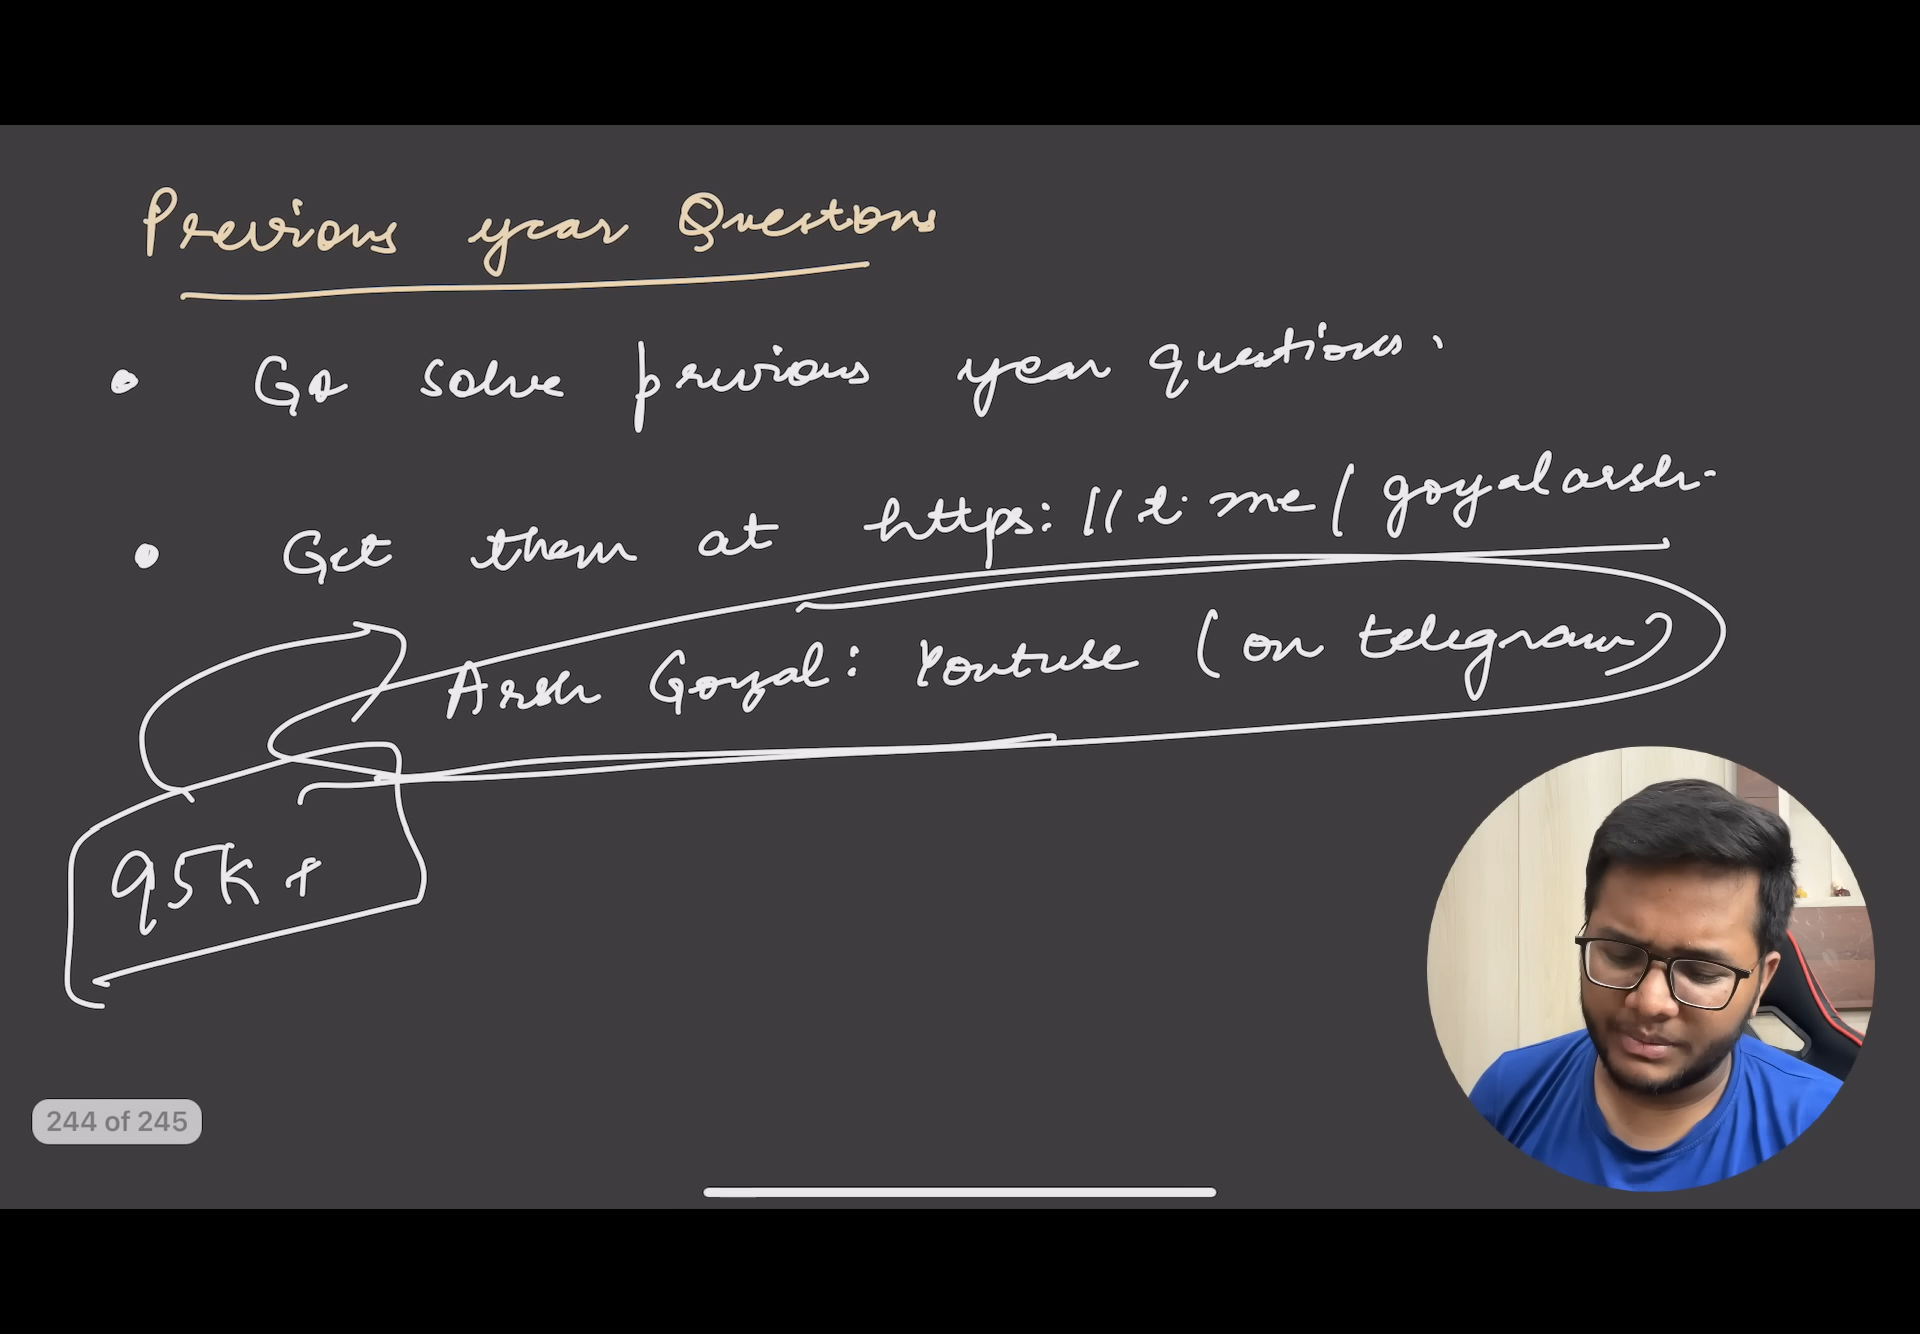 Previous year Questions
• Go solve previous year questions.
• Get them at https://t.me/goyalarsh.
Arsh Goyal: Youtube (on telegram)
95K+
244 of 245